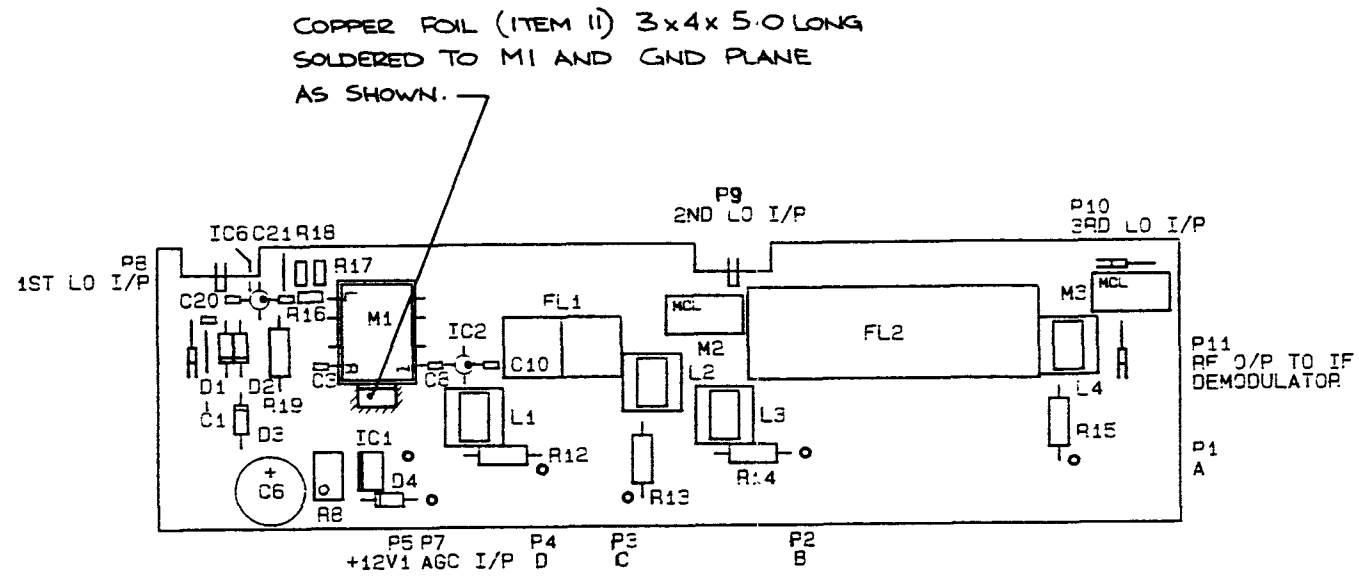 COPPER FOIL (ITEM 11) 3x4x 5.0 LONG
SOLDERED TO M1 AND GND PLANE
AS SHOWN.
P9
2ND LO I/P
P10
3RD LO I/P
IC6 C21 R18
P8
1ST LO I/P
R17
C20
R16
M1
IC2
FL1
MCL
M2
FL2
M3
MCL
P11
RF O/P TO IF
DEMODULATOR
D1
D2
C9
C8
C10
L2
L4
C1
R19
D3
L1
L3
R15
IC1
R12
R14
P1
A
+
C6
R8
D4
R13
P5 P7
+12V1 AGC I/P
P4
D
P3
C
P2
B